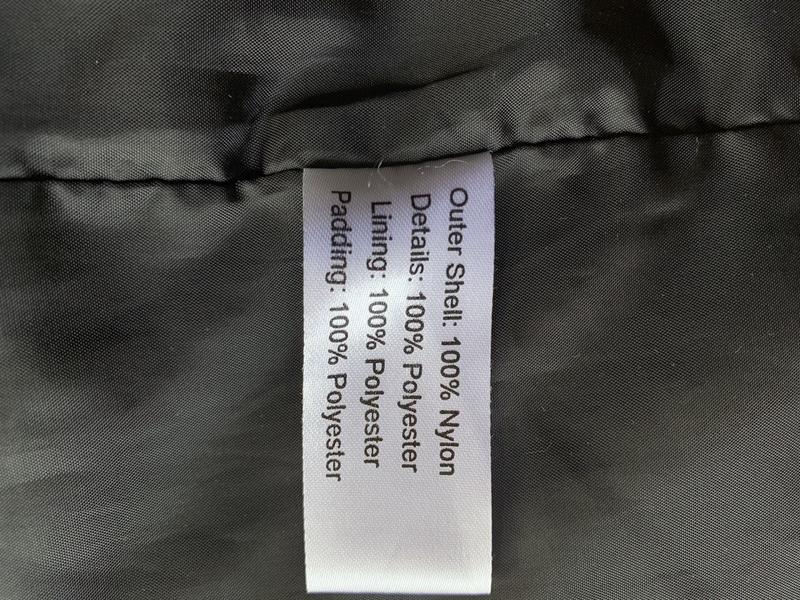 Outer Shell: 100% Nylon
Details: 100% Polyester
Lining: 100% Polyester
Padding: 100% Polyester